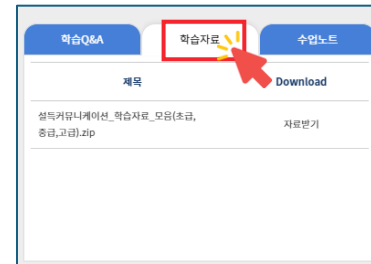 학습Q&A 학습자료 수업노트
제목 Download
설득커뮤니케이션_학습자료_모음(초급,
중급,고급).zip
자료받기